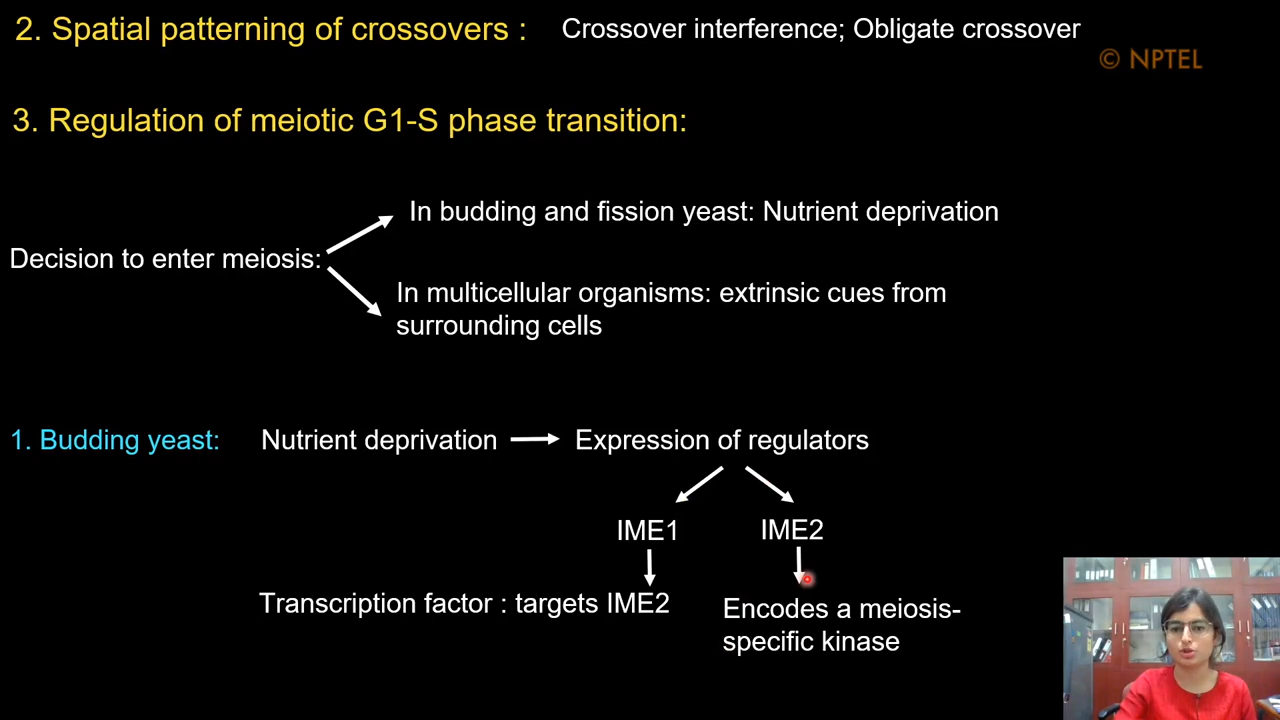 2. Spatial patterning of crossovers : Crossover interference; Obligate crossover
© NPTEL
3. Regulation of meiotic G1-S phase transition:
In budding and fission yeast: Nutrient deprivation
Decision to enter meiosis:
In multicellular organisms: extrinsic cues from
surrounding cells
1. Budding yeast: Nutrient deprivation Expression of regulators
IME1 IME2
Transcription factor : targets IME2
Encodes a meiosis-
specific kinase